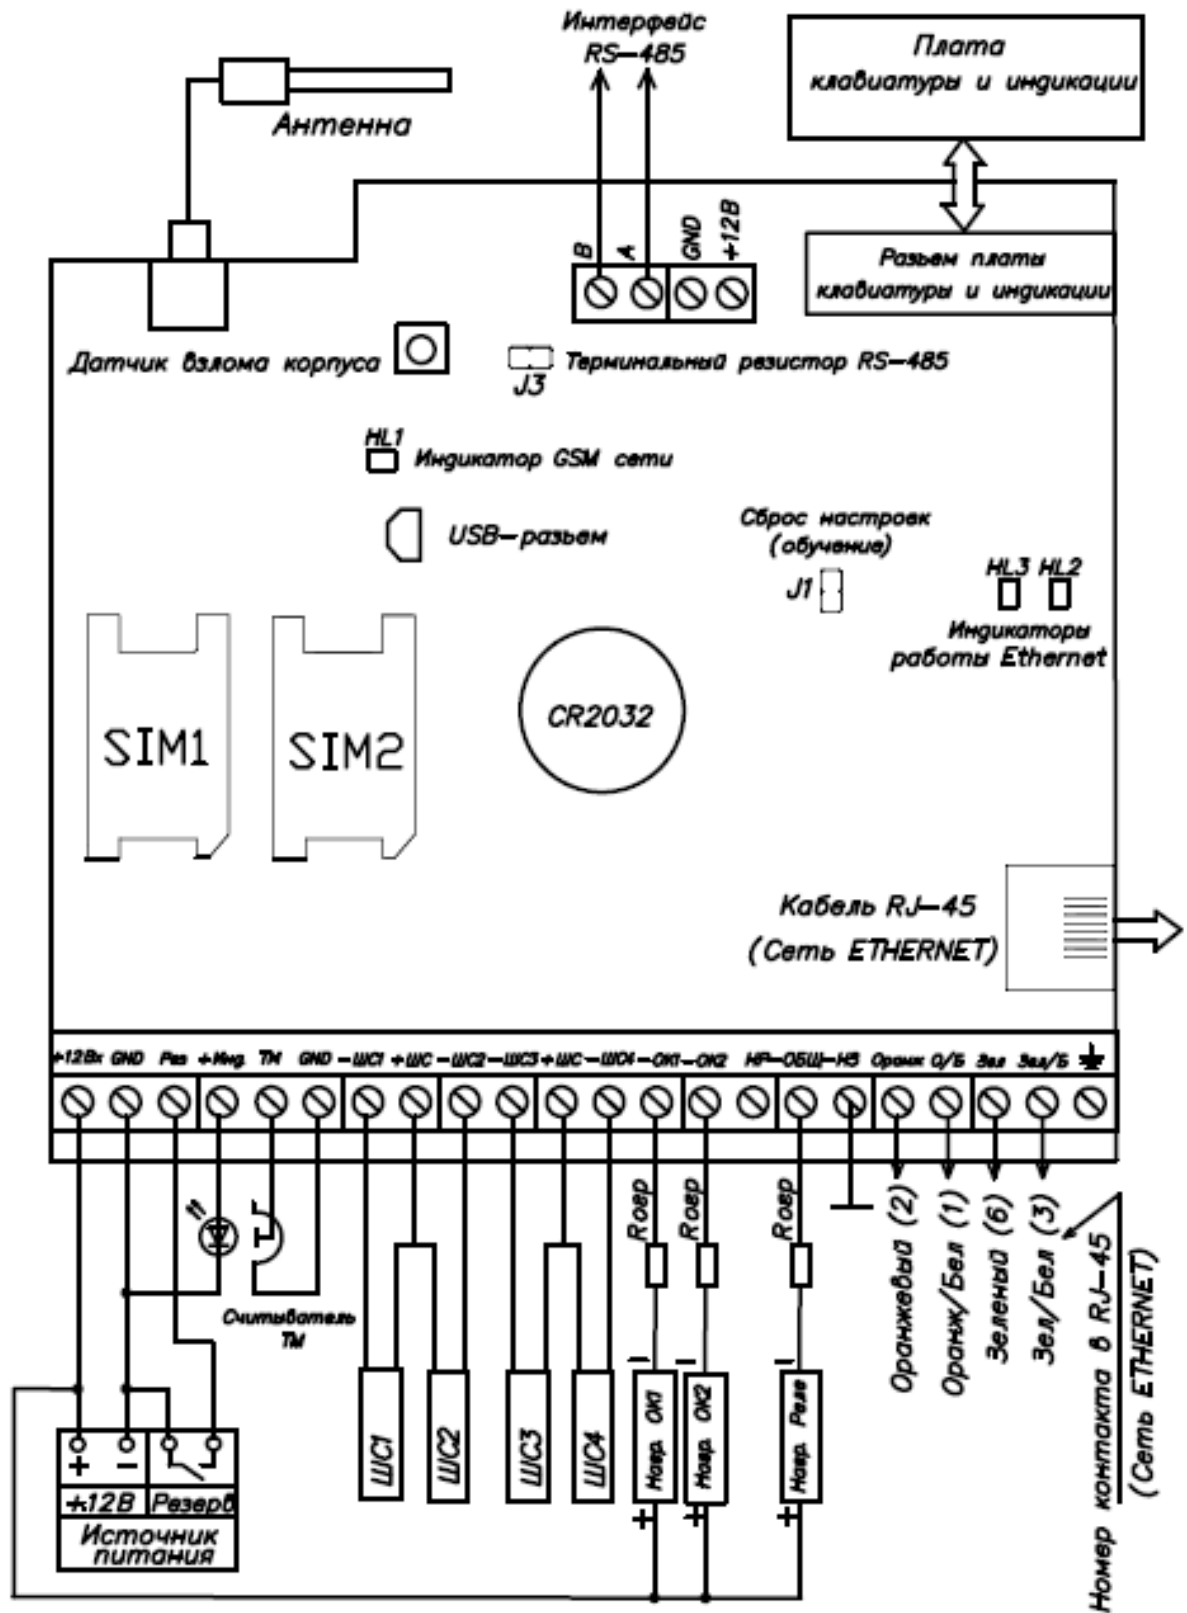 Интерфейс
RS-485
Плата
клавиатуры и индикации
Антенна
B
A
GND
+12В
Разъем платы
клавиатуры и индикации
Датчик взлома корпуса
J3
Терминальный резистор RS-485
HL1
Индикатор GSM сети
USB-разъем
Сброс настроек
(обучение)
J1
HL3 HL2
Индикаторы
работы Ethernet
SIM1
SIM2
CR2032
Кабель RJ-45
(Сеть ETHERNET)
+12Вх GND Рез +Инд. ТМ GND -ШС1 +ШС -ШС2 -ШС3 +ШС -ШС4 -ОК1 -ОК2 НР-ОБЩ-НЗ Оранж О/Б Зел Зел/Б
Rогр
Rогр
Rогр
Оранжевый (2)
Оранж/Бел (1)
Зеленый (6)
Зел/Бел (3)
Номер контакта в RJ-45
(Сеть ETHERNET)
Считыватель
ТМ
ШС1
ШС2
ШС3
ШС4
- Нагр. ОК1 +
- Нагр. ОК2 +
- Нагр. Реле +
+ -
+12В
Резерв
Источник
питания